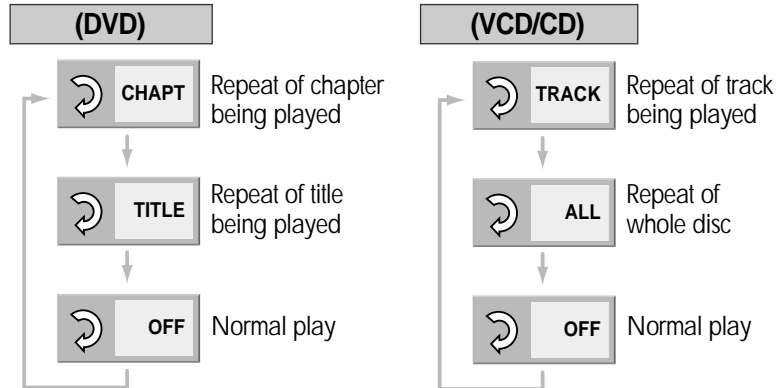 (DVD)
CHAPT
Repeat of chapter
being played
TITLE
Repeat of title
being played
OFF
Normal play
(VCD/CD)
TRACK
Repeat of track
being played
ALL
Repeat of
whole disc
OFF
Normal play